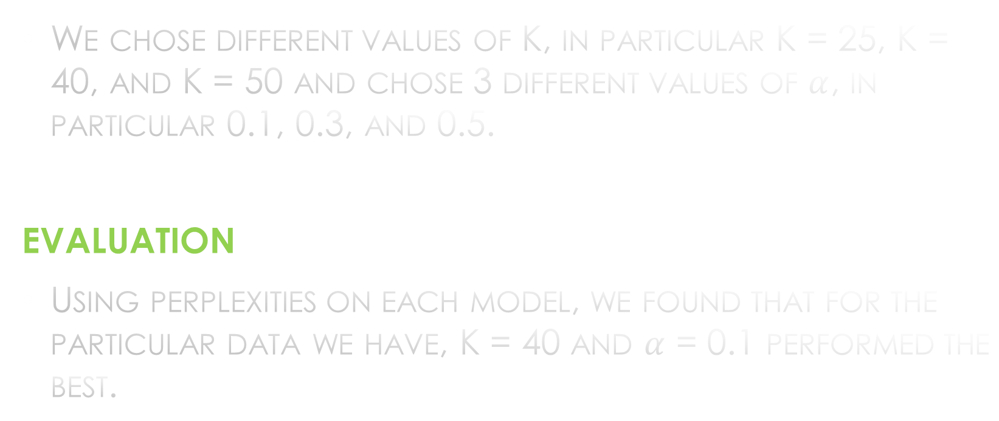 We chose different values of K, in particular K = 25, K =
40, and K = 50 and chose 3 different values of α, in
particular 0.1, 0.3, and 0.5.
EVALUATION
Using perplexities on each model, we found that for the
particular data we have, K = 40 and α = 0.1 performed the
best.